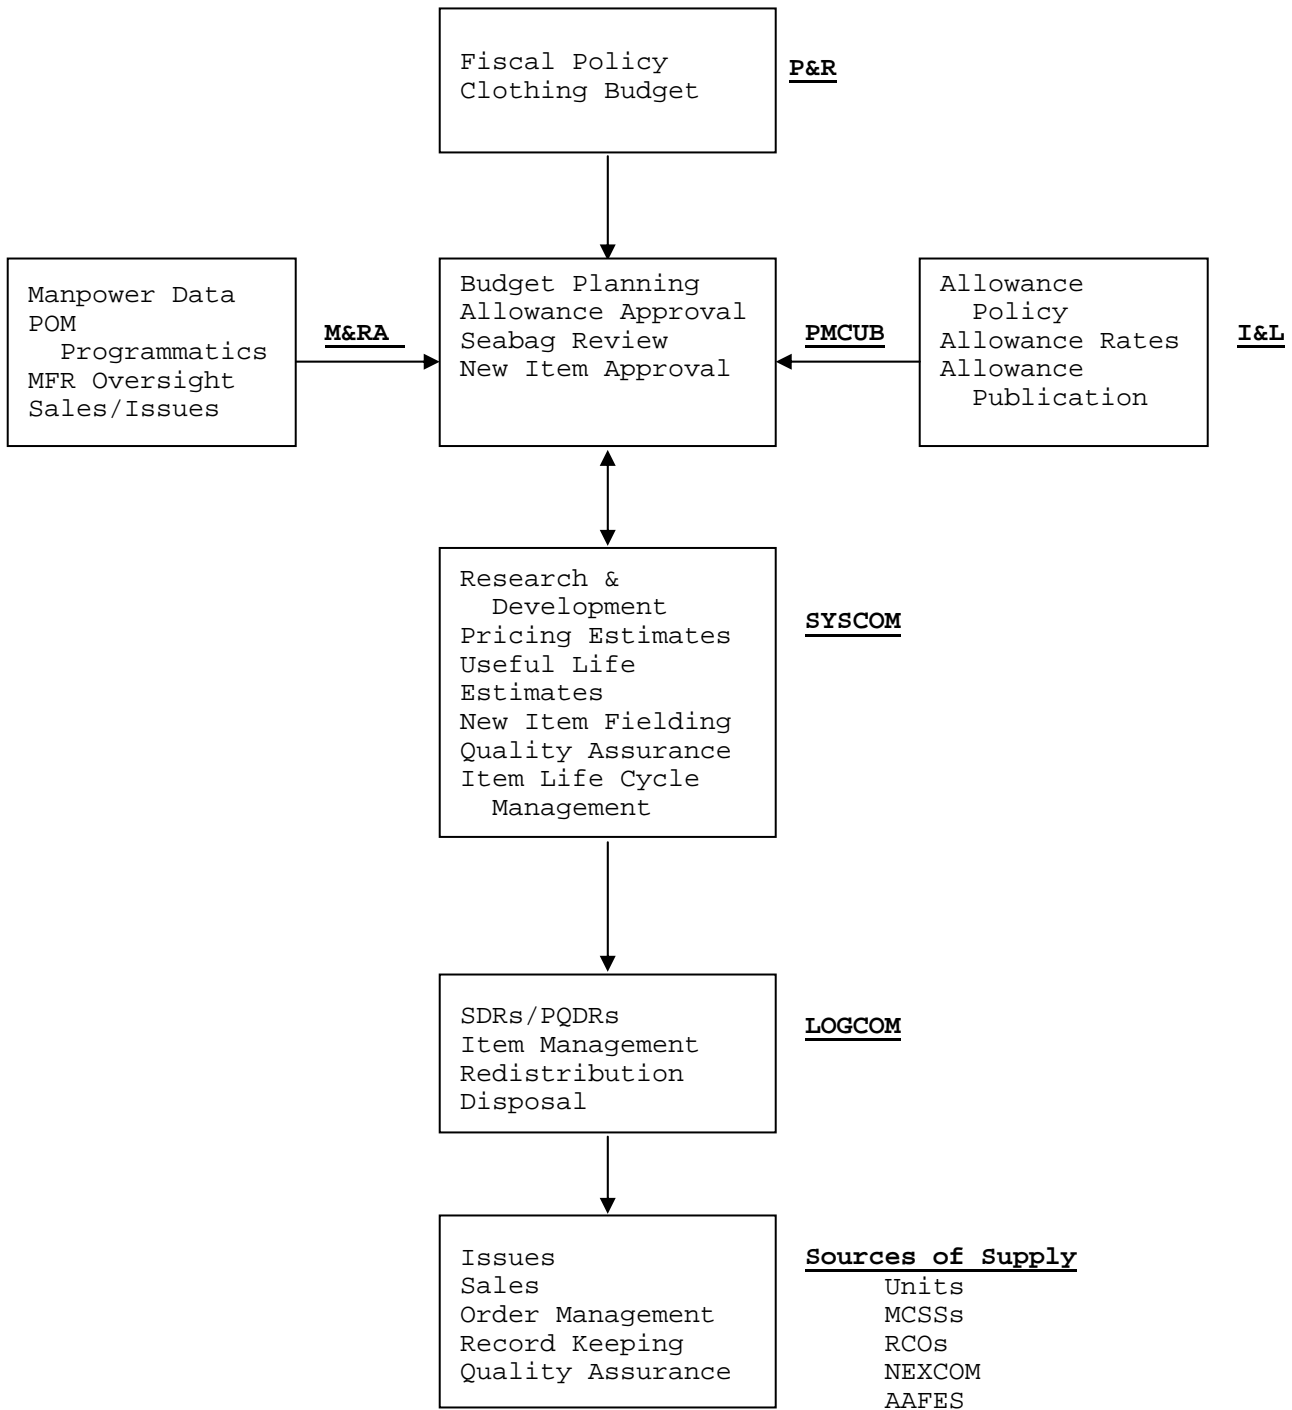 Fiscal Policy
Clothing Budget
P&R
Manpower Data
POM
Programmatics
MFR Oversight
Sales/Issues
M&RA
Budget Planning
Allowance Approval
Seabag Review
New Item Approval
PMCUB
Allowance
Policy
Allowance Rates
Allowance
Publication
I&L
Research &
Development
Pricing Estimates
Useful Life
Estimates
New Item Fielding
Quality Assurance
Item Life Cycle
Management
SYSCOM
SDRs/PQDRs
Item Management
Redistribution
Disposal
LOGCOM
Issues
Sales
Order Management
Record Keeping
Quality Assurance
Sources of Supply
Units
MCSSs
RCOs
NEXCOM
AAFES